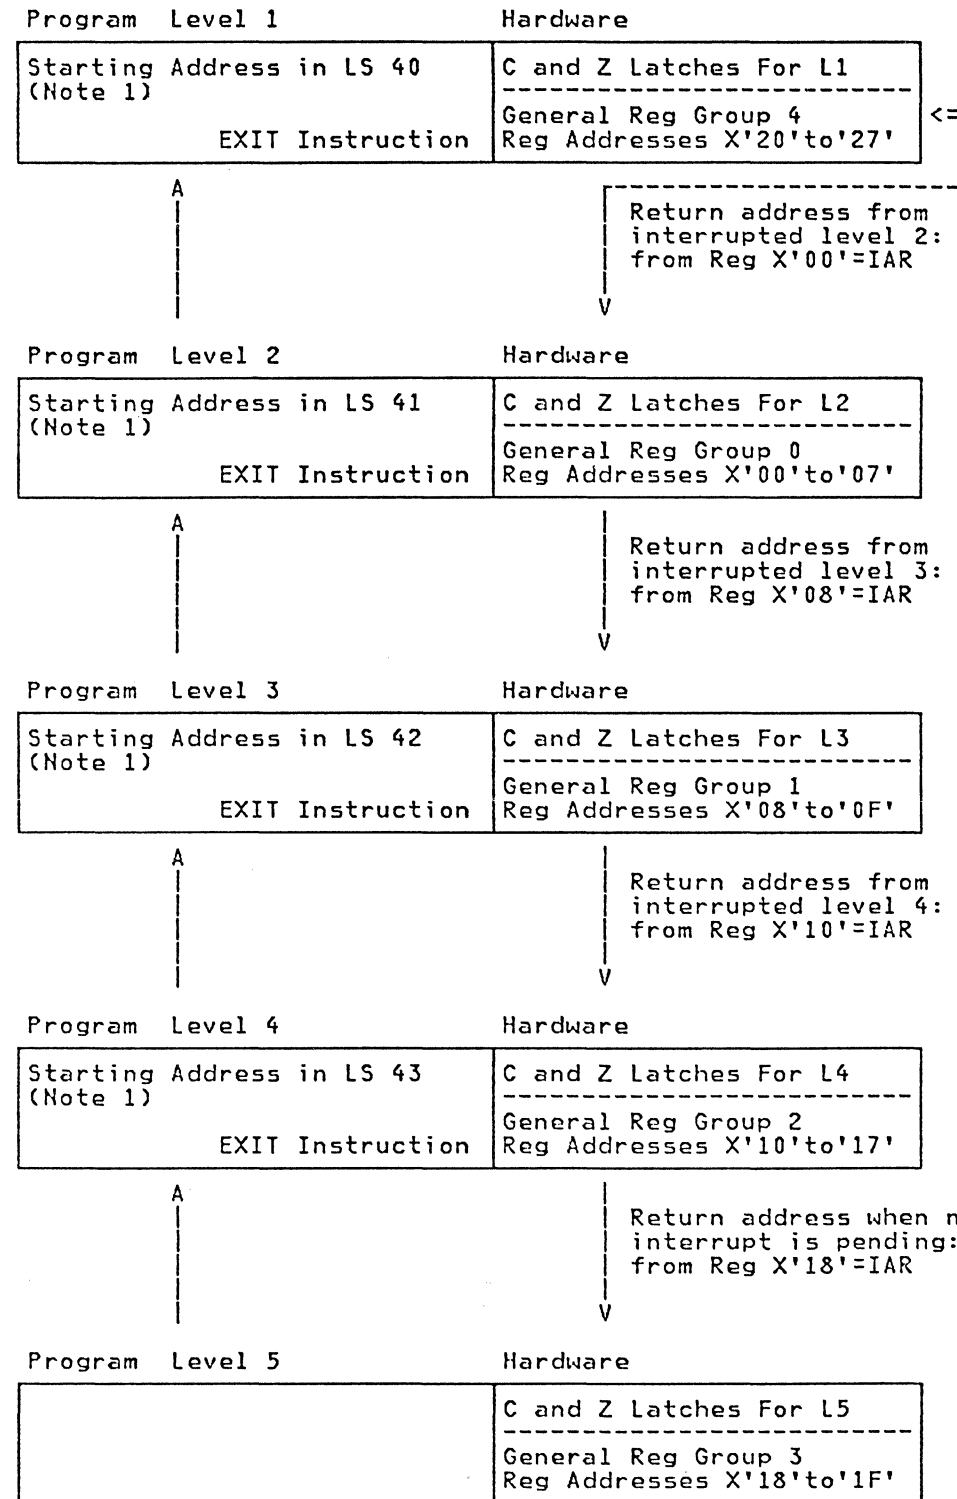 Program Level 1 Hardware
Starting Address in LS 40 C and Z Latches For L1
(Note 1)
General Reg Group 4 <=
EXIT Instruction Reg Addresses X'20'to'27'
A
Return address from
interrupted level 2:
from Reg X'00'=IAR
V
Program Level 2 Hardware
Starting Address in LS 41 C and Z Latches For L2
(Note 1)
General Reg Group 0
EXIT Instruction Reg Addresses X'00'to'07'
A
Return address from
interrupted level 3:
from Reg X'08'=IAR
V
Program Level 3 Hardware
Starting Address in LS 42 C and Z Latches For L3
(Note 1)
General Reg Group 1
EXIT Instruction Reg Addresses X'08'to'0F'
A
Return address from
interrupted level 4:
from Reg X'10'=IAR
V
Program Level 4 Hardware
Starting Address in LS 43 C and Z Latches For L4
(Note 1)
General Reg Group 2
EXIT Instruction Reg Addresses X'10'to'17'
A
Return address when n
interrupt is pending:
from Reg X'18'=IAR
V
Program Level 5 Hardware
C and Z Latches For L5
General Reg Group 3
Reg Addresses X'18'to'1F'